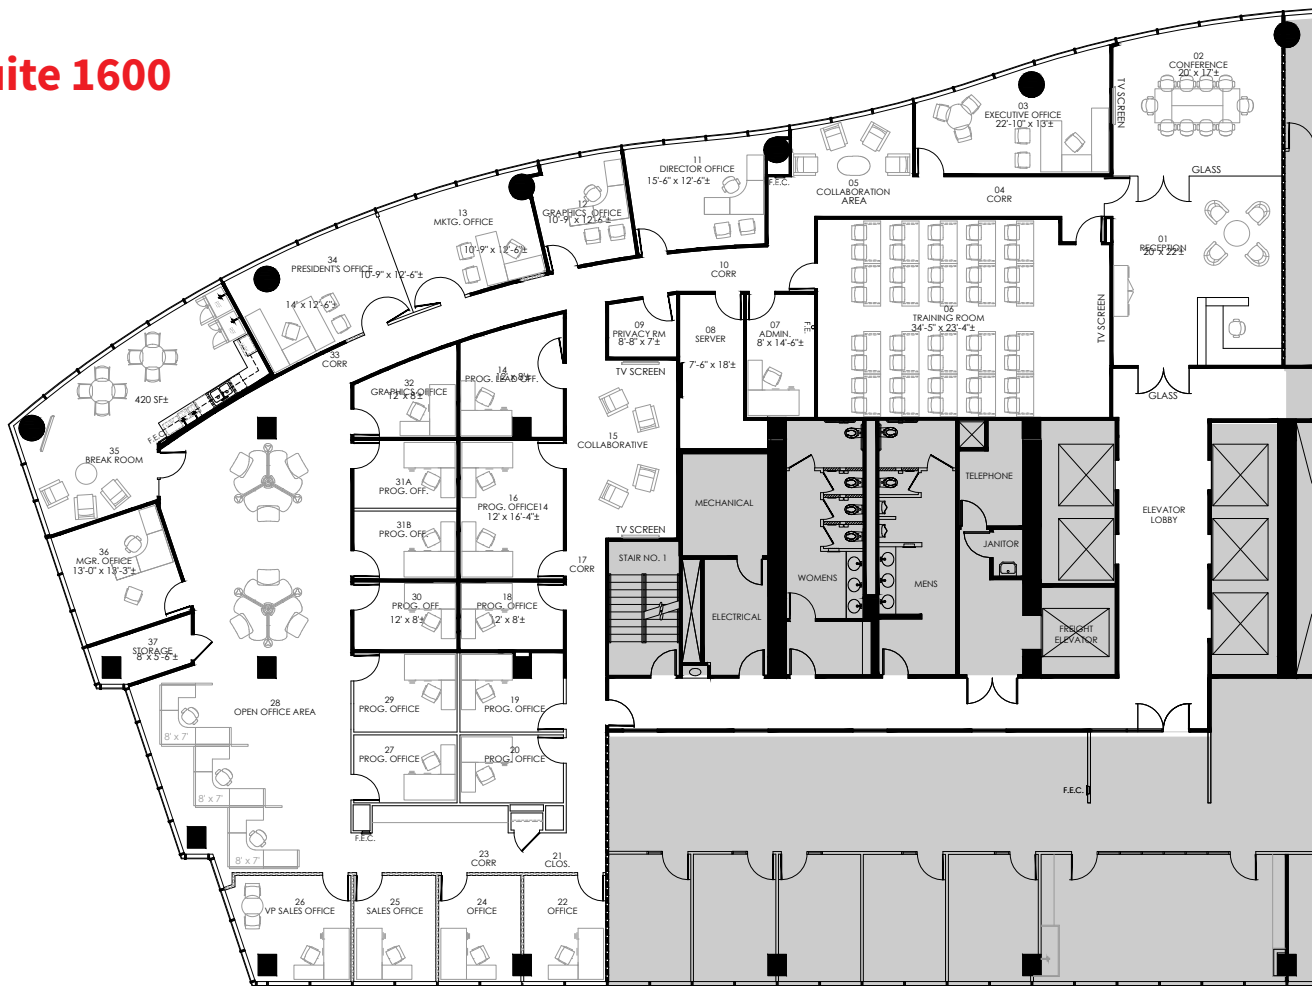 uite 1600
02
CONFERENCE
20' x 17'±
TV SCREEN
03
EXECUTIVE OFFICE
22'-10" x 13'±
GLASS
04
CORR
05
COLLABORATION
AREA
F.E.C.
11
DIRECTOR OFFICE
15'-6" x 12'-6"±
12
GRAPHICS OFFICE
10'-9" x 12'-6"±
13
MKTG. OFFICE
10'-9" x 12'-6"±
34
PRESIDENT'S OFFICE
10'-9" x 12'-6"±
14' x 12'-6"±
01
RECEPTION
20' x 22'±
10
CORR
06
TRAINING ROOM
34'-5" x 23'-4"±
TV SCREEN
F.E.
07
ADMIN.
8' x 14'-6"±
08
SERVER
7'-6" x 18'±
09
PRIVACY RM
8'-8" x 7'±
TV SCREEN
33
CORR
14
PROG. LEAD OFF.
12' x 8'±
32
GRAPHICS OFFICE
12' x 8'±
420 SF±
F.E.C.
GLASS
15
COLLABORATIVE
35
BREAK ROOM
31A
PROG. OFF.
16
PROG. OFFICE14
12' x 16'-4"±
31B
PROG. OFF.
TV SCREEN
MECHANICAL
TELEPHONE
ELEVATOR
LOBBY
JANITOR
36
MGR. OFFICE
13'-0" x 13'-3"±
17
CORR
STAIR NO. 1
WOMENS
MENS
30
PROG. OFF.
12' x 8'±
18
PROG. OFFICE
12' x 8'±
ELECTRICAL
FREIGHT
ELEVATOR
37
STORAGE
8' x 5'-6"±
28
OPEN OFFICE AREA
29
PROG. OFFICE
19
PROG. OFFICE
8' x 7'
27
PROG. OFFICE
20
PROG. OFFICE
8' x 7'
F.E.C.
F.E.C.
8' x 7'
23
CORR
21
CLOS.
26
VP SALES OFFICE
25
SALES OFFICE
24
OFFICE
22
OFFICE